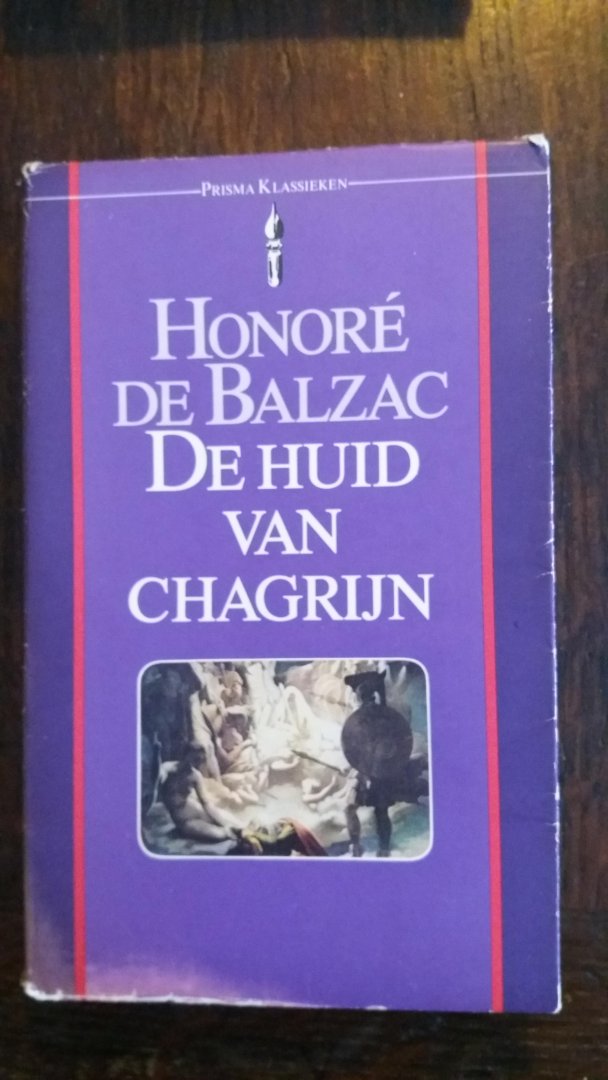 PRISMA KLASSIEKEN
HONORÉ
DE BALZAC
DE HUID
VAN
CHAGRIJN